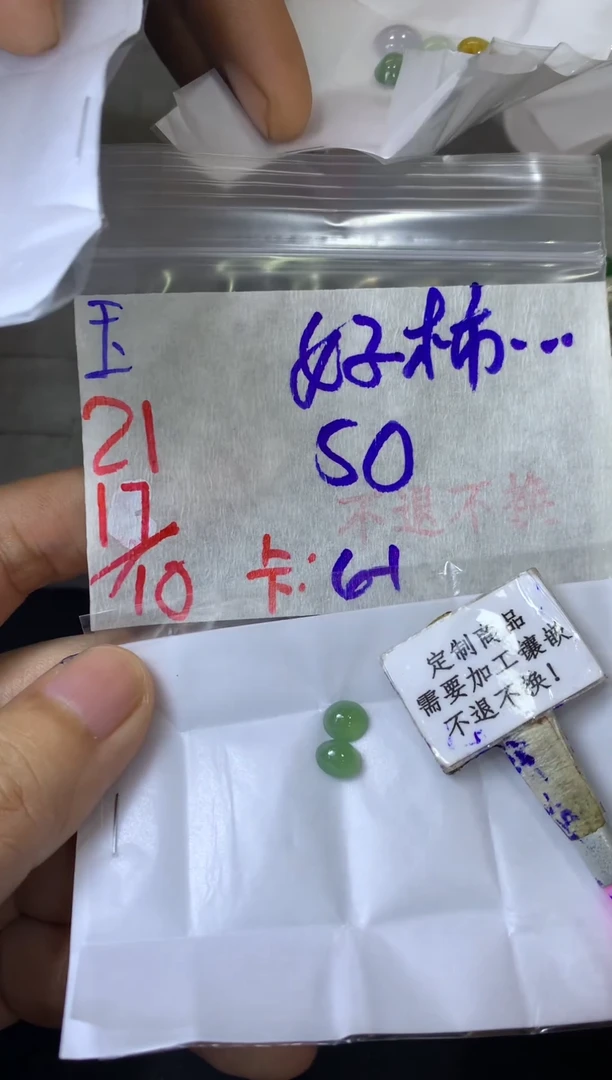 玉
好柿...
50
21
17/10
不退不换
卡: 61
定制商品
需要加工镶嵌
不退不换!